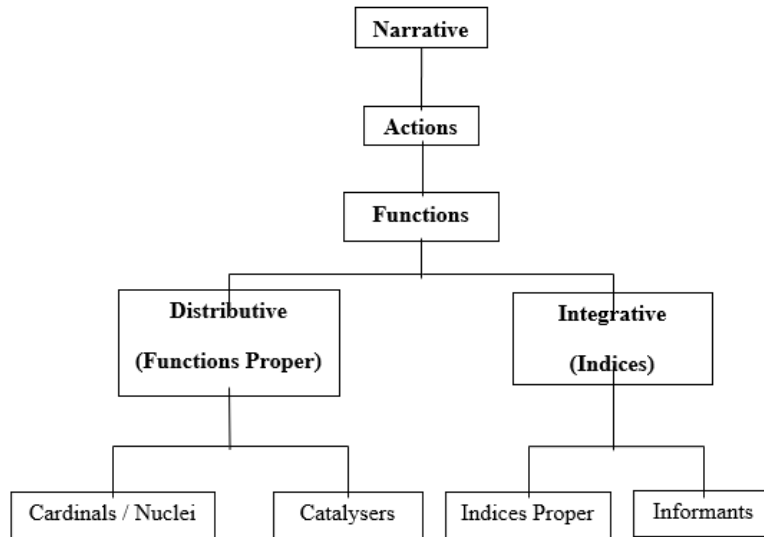 Narrative
Actions
Functions
Distributive
(Functions Proper)
Integrative
(Indices)
Cardinals / Nuclei
Catalysers
Indices Proper
Informants